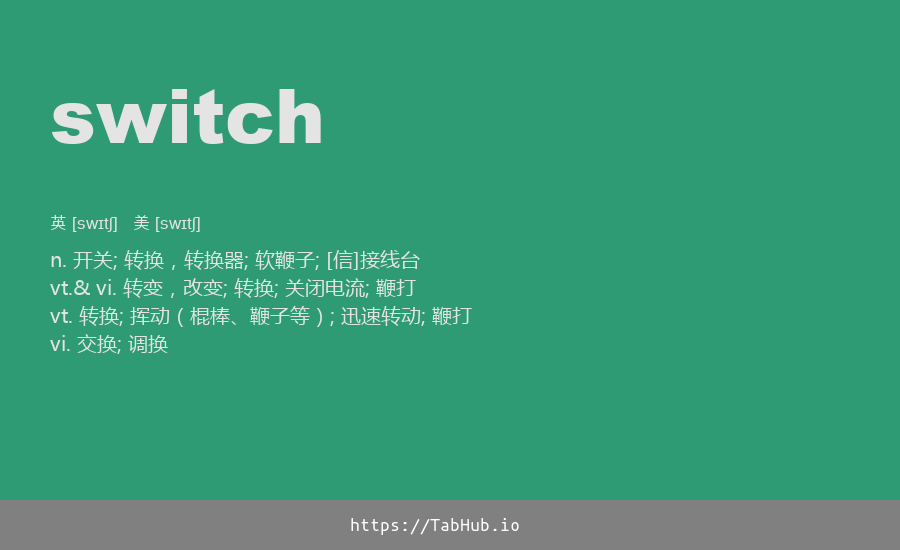 switch
英 [swɪtʃ] 美 [swɪtʃ]
n. 开关; 转换，转换器; 软鞭子; [信]接线台
vt.& vi. 转变，改变; 转换; 关闭电流; 鞭打
vt. 转换; 挥动（棍棒、鞭子等）; 迅速转动; 鞭打
vi. 交换; 调换
https://TabHub.io